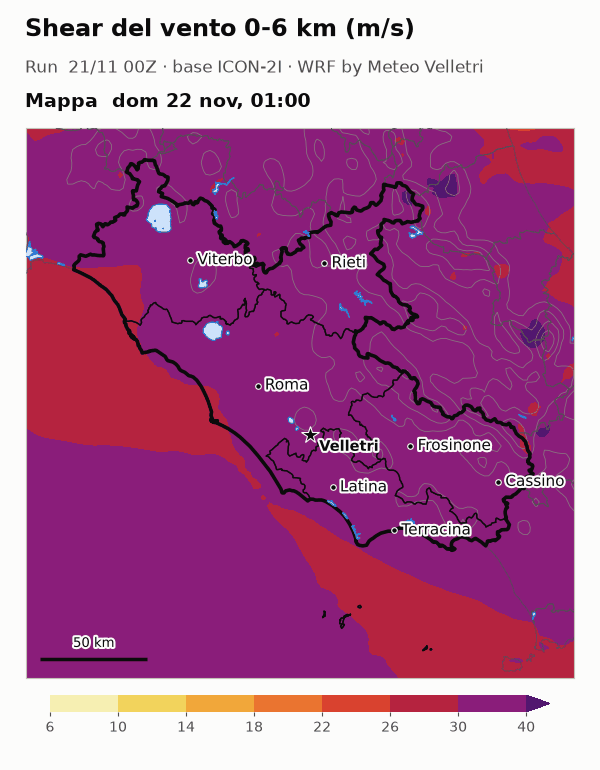 Shear del vento 0-6 km (m/s)
Run  21/11 00Z · base ICON-2I · WRF by Meteo Velletri
Mappa  dom 22 nov, 01:00
Viterbo
Rieti
Roma
Velletri
Frosinone
Latina
Cassino
Terracina
50 km
6 10 14 18 22 26 30 40